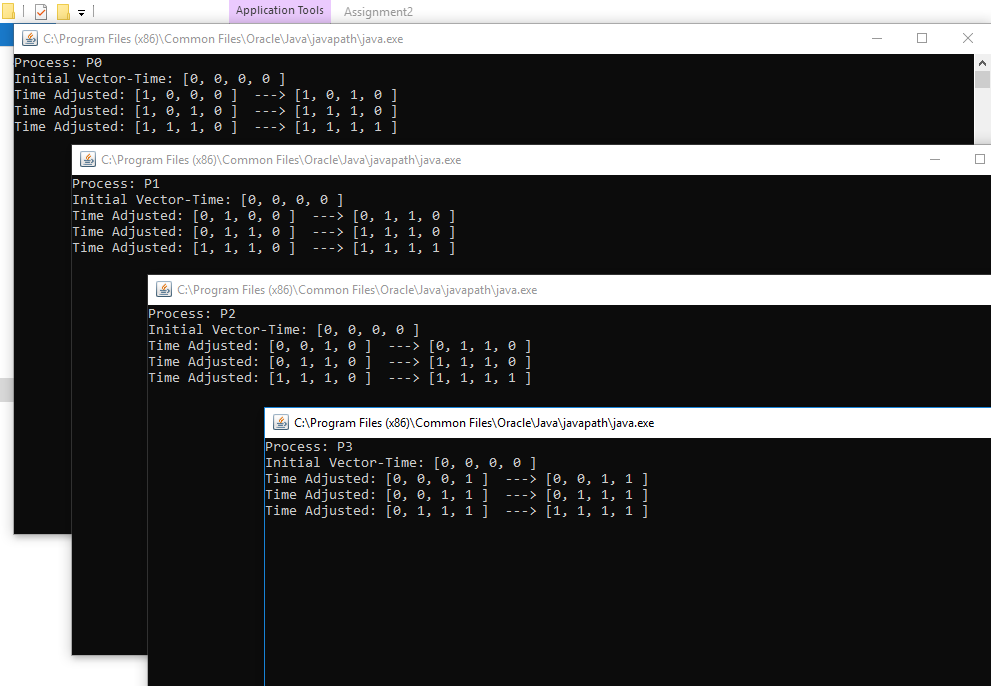 Application Tools
Assignment2
C:\Program Files (x86)\Common Files\Oracle\Java\javapath\java.exe
Process: P0
Initial Vector-Time: [0, 0, 0, 0 ]
Time Adjusted: [1, 0, 0, 0 ]  ---> [1, 0, 1, 0 ]
Time Adjusted: [1, 0, 1, 0 ]  ---> [1, 1, 1, 0 ]
Time Adjusted: [1, 1, 1, 0 ]  ---> [1, 1, 1, 1 ]
C:\Program Files (x86)\Common Files\Oracle\Java\javapath\java.exe
Process: P1
Initial Vector-Time: [0, 0, 0, 0 ]
Time Adjusted: [0, 1, 0, 0 ]  ---> [0, 1, 1, 0 ]
Time Adjusted: [0, 1, 1, 0 ]  ---> [1, 1, 1, 0 ]
Time Adjusted: [1, 1, 1, 0 ]  ---> [1, 1, 1, 1 ]
C:\Program Files (x86)\Common Files\Oracle\Java\javapath\java.exe
Process: P2
Initial Vector-Time: [0, 0, 0, 0 ]
Time Adjusted: [0, 0, 1, 0 ]  ---> [0, 1, 1, 0 ]
Time Adjusted: [0, 1, 1, 0 ]  ---> [1, 1, 1, 0 ]
Time Adjusted: [1, 1, 1, 0 ]  ---> [1, 1, 1, 1 ]
C:\Program Files (x86)\Common Files\Oracle\Java\javapath\java.exe
Process: P3
Initial Vector-Time: [0, 0, 0, 0 ]
Time Adjusted: [0, 0, 0, 1 ]  ---> [0, 0, 1, 1 ]
Time Adjusted: [0, 0, 1, 1 ]  ---> [0, 1, 1, 1 ]
Time Adjusted: [0, 1, 1, 1 ]  ---> [1, 1, 1, 1 ]